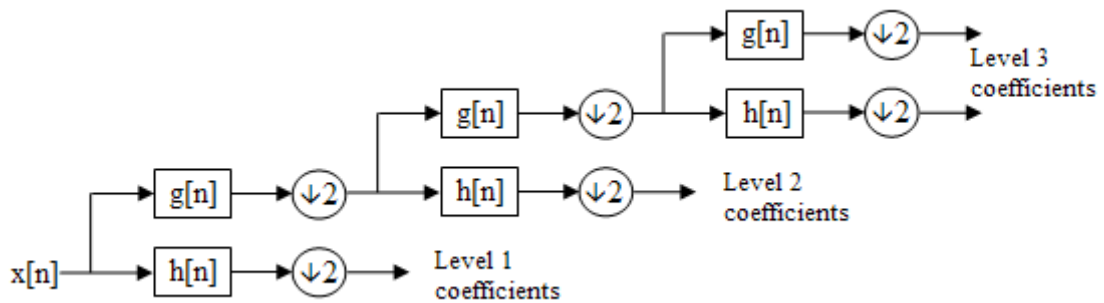 g[n] ↓2
Level 3
coefficients
g[n] ↓2 h[n] ↓2
g[n] ↓2 h[n] ↓2
Level 2
coefficients
x[n] h[n] ↓2
Level 1
coefficients